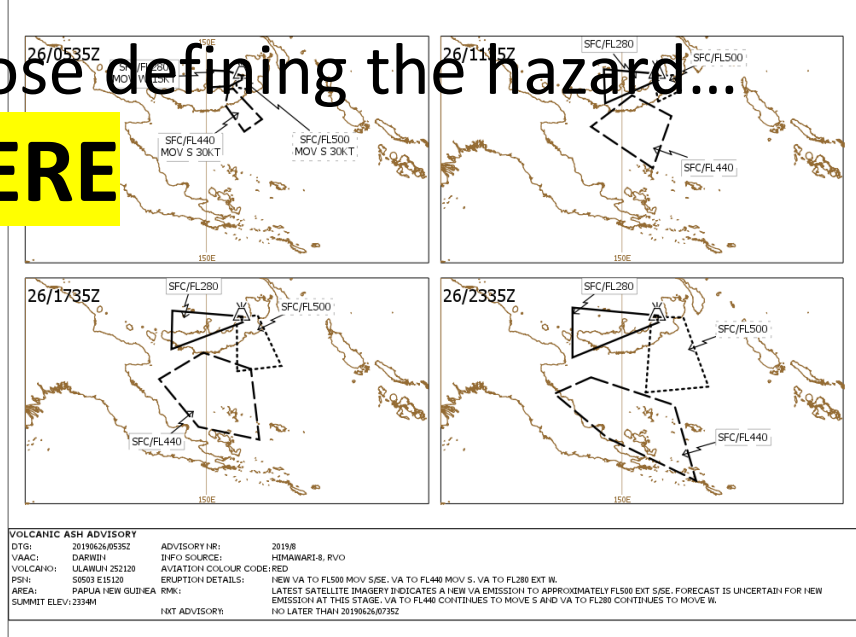 26/0535Z
150E
SFC/FL280
MOV W 15KT
SFC/FL440
MOV S 30KT
SFC/FL500
MOV S 30KT
150E
SFC/FL280
SFC/FL500
SFC/FL440
150E
ose defining the hazard...
ERE
26/1735Z
SFC/FL280
SFC/FL500
SFC/FL440
150E
26/2335Z
SFC/FL280
SFC/FL500
SFC/FL440
150E
VOLCANIC ASH ADVISORY
DTG: 20190626/0535Z ADVISORY NR: 2019/8
VAAC: DARWIN INFO SOURCE: HIMAWARI-8, RVO
VOLCANO: ULAWUN 252120 AVIATION COLOUR CODE: RED
PSN: S0503 E15120 ERUPTION DETAILS: NEW VA TO FL500 MOV S/SE. VA TO FL440 MOV S. VA TO FL280 EXT W.
AREA: PAPUA NEW GUINEA RMK: LATEST SATELLITE IMAGERY INDICATES A NEW VA EMISSION TO APPROXIMATELY FL500 EXT S/SE. FORECAST IS UNCERTAIN FOR NEW
SUMMIT ELEV: 2334M EMISSION AT THIS STAGE. VA TO FL440 CONTINUES TO MOVE S AND VA TO FL280 CONTINUES TO MOVE W.
NXT ADVISORY: NO LATER THAN 20190626/0735Z